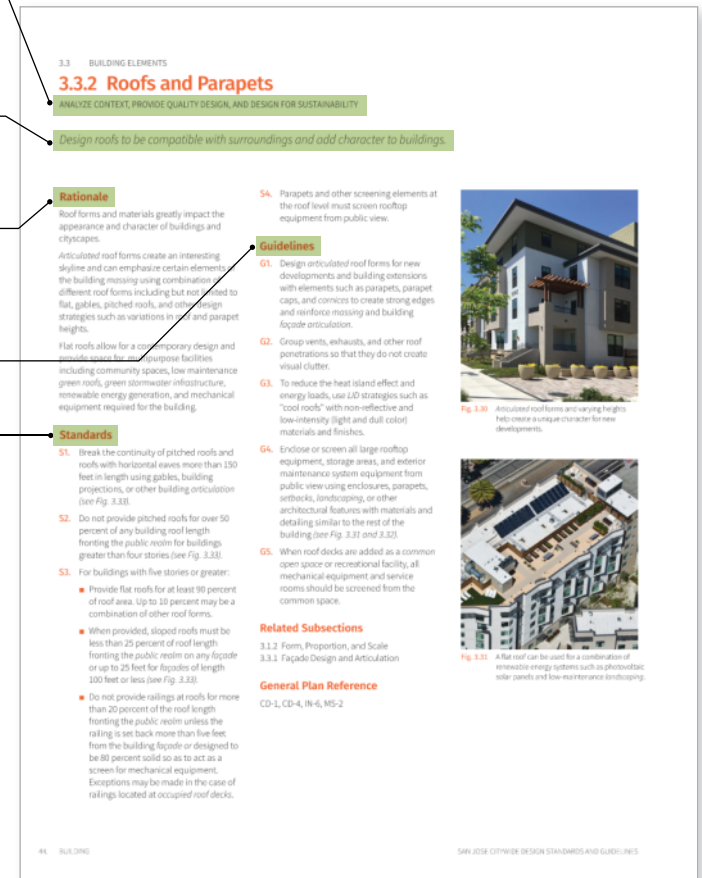 3.3 BUILDING ELEMENTS
3.3.2 Roofs and Parapets
ANALYZE CONTEXT, PROVIDE QUALITY DESIGN, AND DESIGN FOR SUSTAINABILITY
Design roofs to be compatible with surroundings and add character to buildings.
Rationale
Roof forms and materials greatly impact the
appearance and character of buildings and
cityscapes.
Articulated roof forms create an interesting
skyline and can emphasize certain elements of
the building massing using combination of
different roof forms including but not limited to
flat, gables, pitched roofs, and other design
strategies such as variations in roof and parapet
heights.
Flat roofs allow for a contemporary design and
provide space for multipurpose facilities
including community spaces, low maintenance
green roofs, green stormwater infrastructure,
renewable energy generation, and mechanical
equipment required for the building.
Standards
S1. Break the continuity of pitched roofs and
roofs with horizontal eaves more than 150
feet in length using gables, building
projections, or other building articulation
(see Fig. 3.33).
S2. Do not provide pitched roofs for over 50
percent of any building roof length
fronting the public realm for buildings
greater than four stories (see Fig. 3.33).
S3. For buildings with five stories or greater:
■ Provide flat roofs for at least 90 percent
of roof area. Up to 10 percent may be a
combination of other roof forms.
■ When provided, sloped roofs must be
less than 25 percent of roof length
fronting the public realm on any façade
or up to 25 feet for façades of length
100 feet or less (see Fig. 3.33).
■ Do not provide railings at roofs for more
than 20 percent of the roof length
fronting the public realm unless the
railing is set back more than five feet
from the building façade or designed to
be 80 percent solid so as to act as a
screen for mechanical equipment.
Exceptions may be made in the case of
railings located at occupied roof decks.
S4. Parapets and other screening elements at
the roof level must screen rooftop
equipment from public view.
Guidelines
G1. Design articulated roof forms for new
developments and building extensions
with elements such as parapets, parapet
caps, and cornices to create strong edges
and reinforce massing and building
façade articulation.
G2. Group vents, exhausts, and other roof
penetrations so that they do not create
visual clutter.
G3. To reduce the heat island effect and
energy loads, use LID strategies such as
"cool roofs" with non-reflective and
low-intensity (light and dull color)
materials and finishes.
G4. Enclose or screen all large rooftop
equipment, storage areas, and exterior
maintenance system equipment from
public view using enclosures, parapets,
setbacks, landscaping, or other
architectural features with materials and
detailing similar to the rest of the
building (see Fig. 3.31 and 3.32).
G5. When roof decks are added as a common
open space or recreational facility, all
mechanical equipment and service
rooms should be screened from the
common space.
Related Subsections
3.1.2 Form, Proportion, and Scale
3.3.1 Façade Design and Articulation
General Plan Reference
CD-1, CD-4, IN-6, MS-2
Fig. 3.30 Articulated roof forms and varying heights
help create a unique character for new
developments.
Fig. 3.31 A flat roof can be used for a combination of
renewable energy systems such as photovoltaic
solar panels and low-maintenance landscaping.
44 BUILDING
SAN JOSE CITYWIDE DESIGN STANDARDS AND GUIDELINES